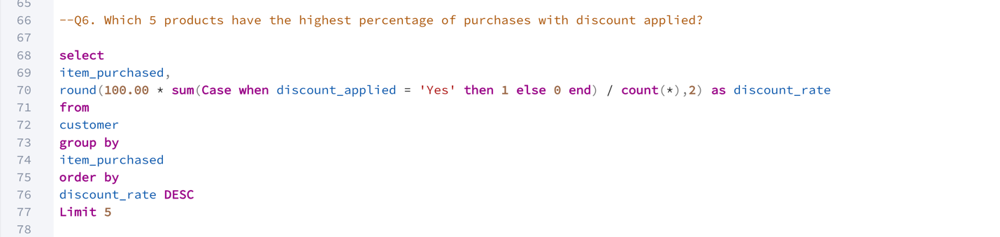 65
66 --Q6. Which 5 products have the highest percentage of purchases with discount applied?
67
68 select
69 item_purchased,
70 round(100.00 * sum(Case when discount_applied = 'Yes' then 1 else 0 end) / count(*),2) as discount_rate
71 from
72 customer
73 group by
74 item_purchased
75 order by
76 discount_rate DESC
77 Limit 5
78